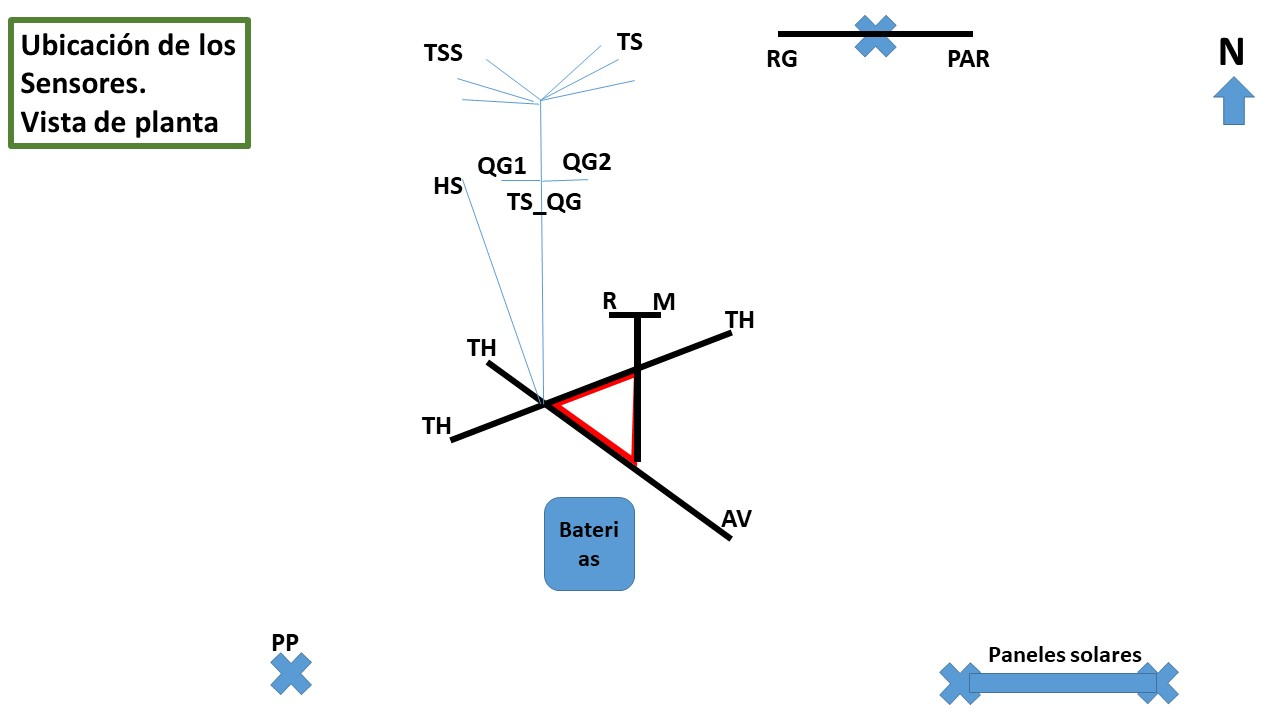 Ubicación de los
Sensores.
Vista de planta
TSS
TS
RG
PAR
N
QG1
QG2
HS
TS_QG
R
M
TH
TH
TH
AV
Bateri
as
PP
Paneles solares